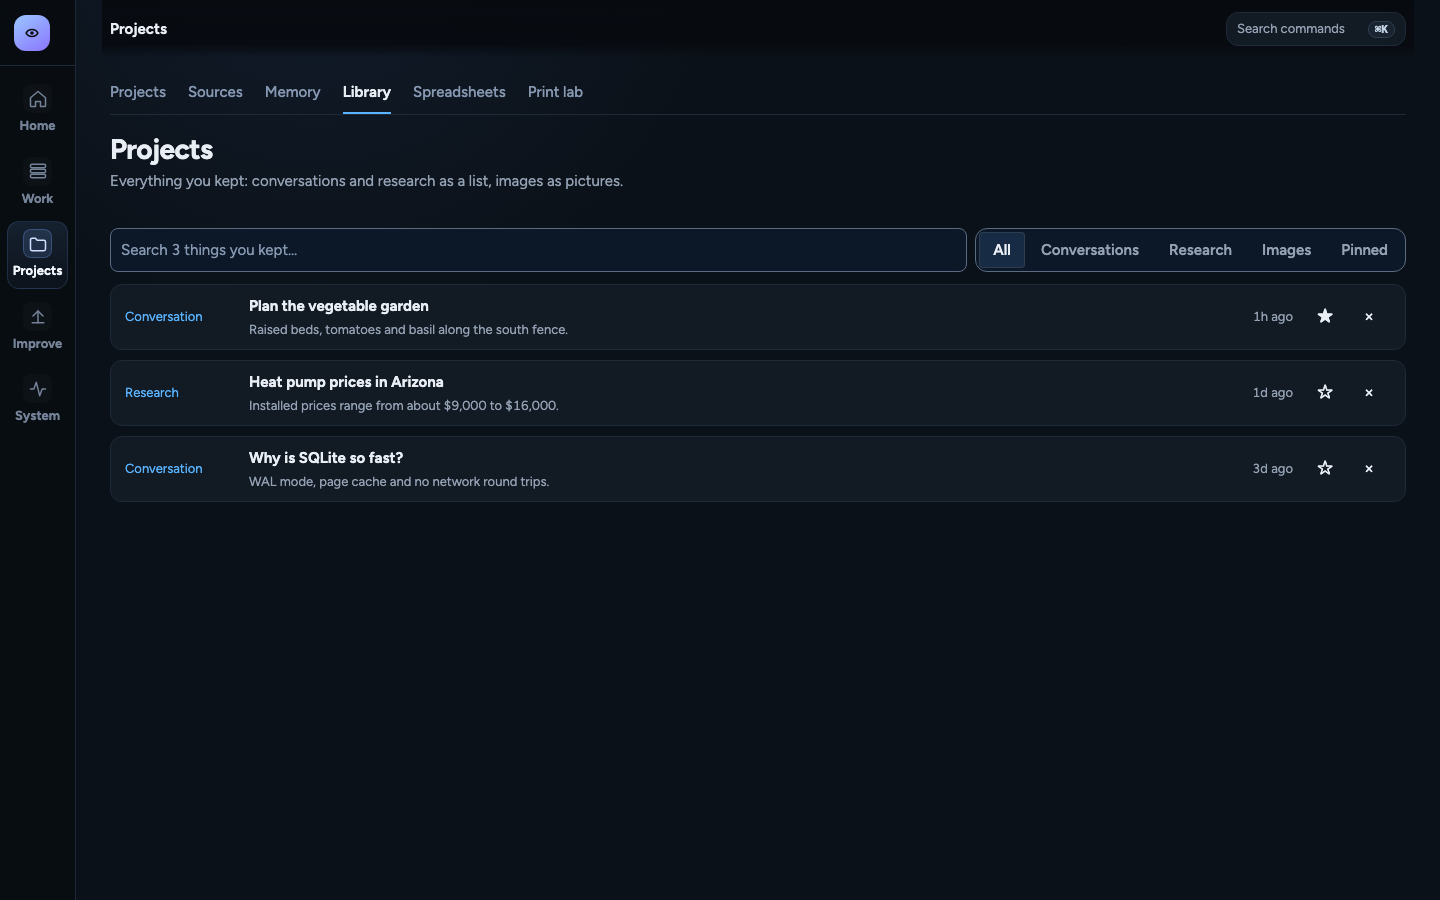 Projects
Search commands ⌘K
Home
Work
Projects
Improve
System
Projects Sources Memory Library Spreadsheets Print lab
Projects
Everything you kept: conversations and research as a list, images as pictures.
Search 3 things you kept...
All Conversations Research Images Pinned
Conversation
Plan the vegetable garden
Raised beds, tomatoes and basil along the south fence.
1h ago ★ ×
Research
Heat pump prices in Arizona
Installed prices range from about $9,000 to $16,000.
1d ago ☆ ×
Conversation
Why is SQLite so fast?
WAL mode, page cache and no network round trips.
3d ago ☆ ×